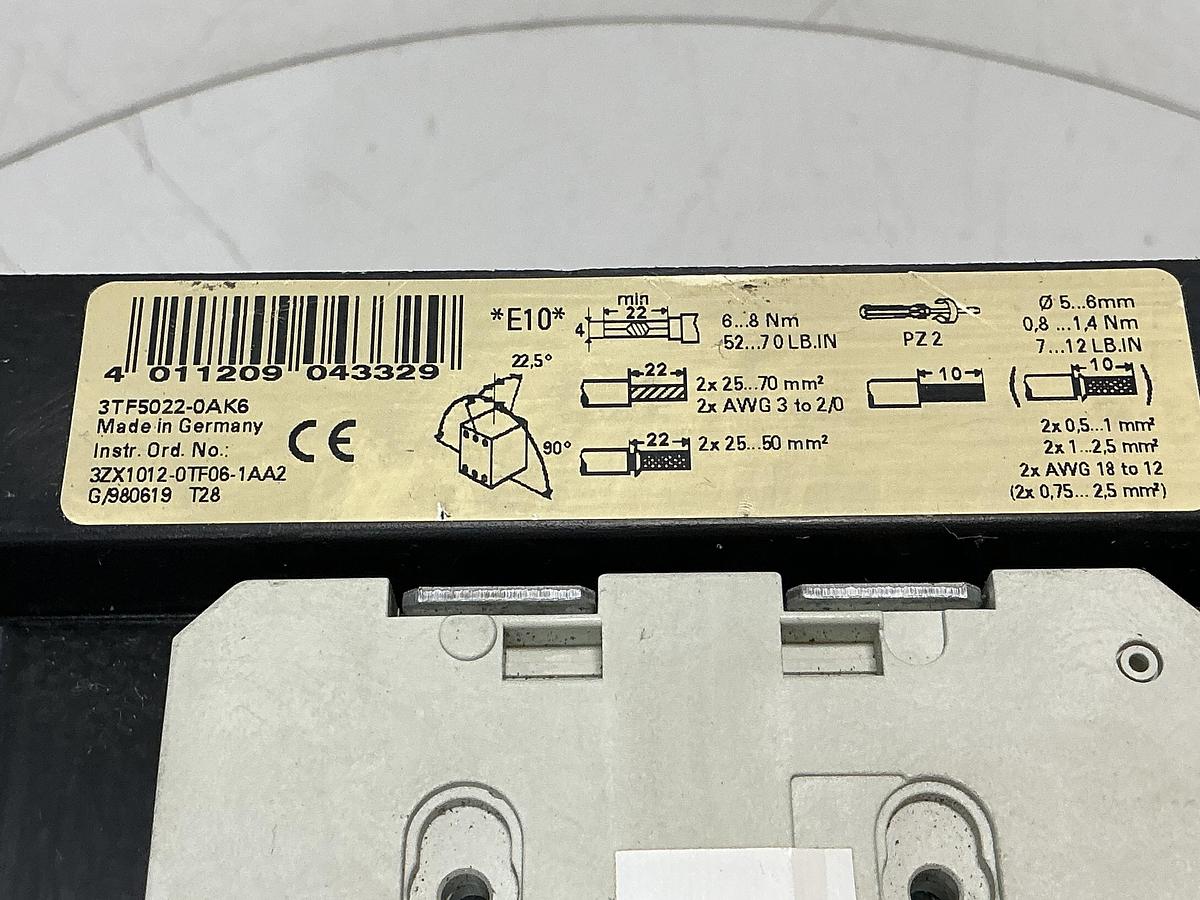 4 011209 043329
3TF5022-0AK6
Made in Germany
Instr. Ord. No.:
3ZX1012-0TF06-1AA2
G/980619 T28
CE
*E10*
22,5°
90°
min
22
4
6...8 Nm
52...70 LB.IN
22
2x 25...70 mm²
2x AWG 3 to 2/0
22
2x 25...50 mm²
PZ 2
Ø 5...6mm
0,8 ...1,4 Nm
7...12 LB.IN
10
( 10 )
2x 0,5...1 mm²
2x 1...2,5 mm²
2x AWG 18 to 12
(2x 0,75... 2,5 mm²)